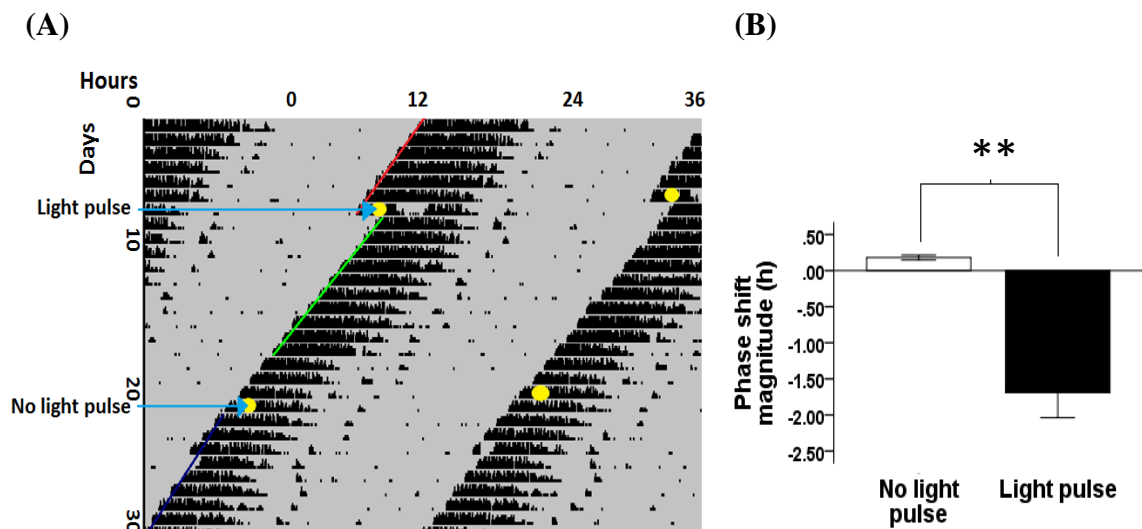 (A)
(B)
Hours
0
0
12
24
36
Days
Light pulse
10
20
No light pulse
30
**
Phase shift
magnitude (h)
.50
.00
-.50
-1.00
-1.50
-2.00
-2.50
No light
pulse
Light pulse